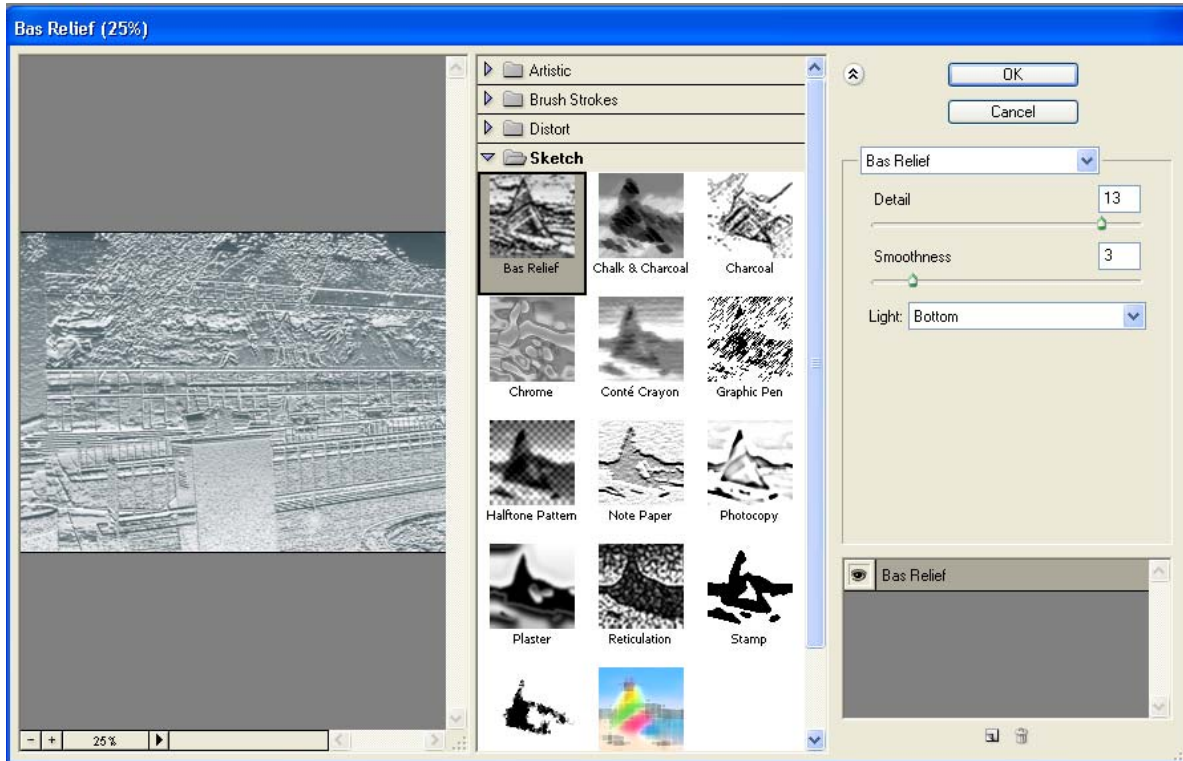 Bas Relief (25%)
Artistic
Brush Strokes
Distort
Sketch
Bas Relief
Chalk & Charcoal
Charcoal
Chrome
Conté Crayon
Graphic Pen
Halftone Pattern
Note Paper
Photocopy
Plaster
Reticulation
Stamp
- + 25%
OK
Cancel
Bas Relief
Detail 13
Smoothness 3
Light: Bottom
Bas Relief